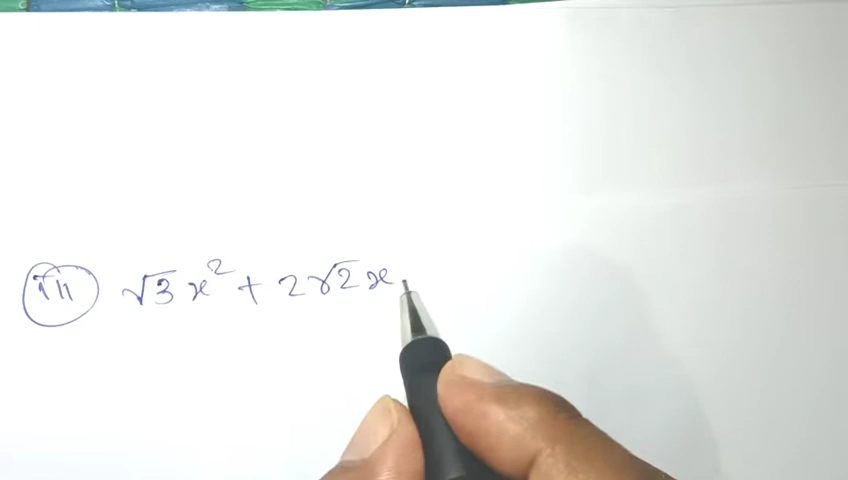 iii √3 x² + 2√2 x